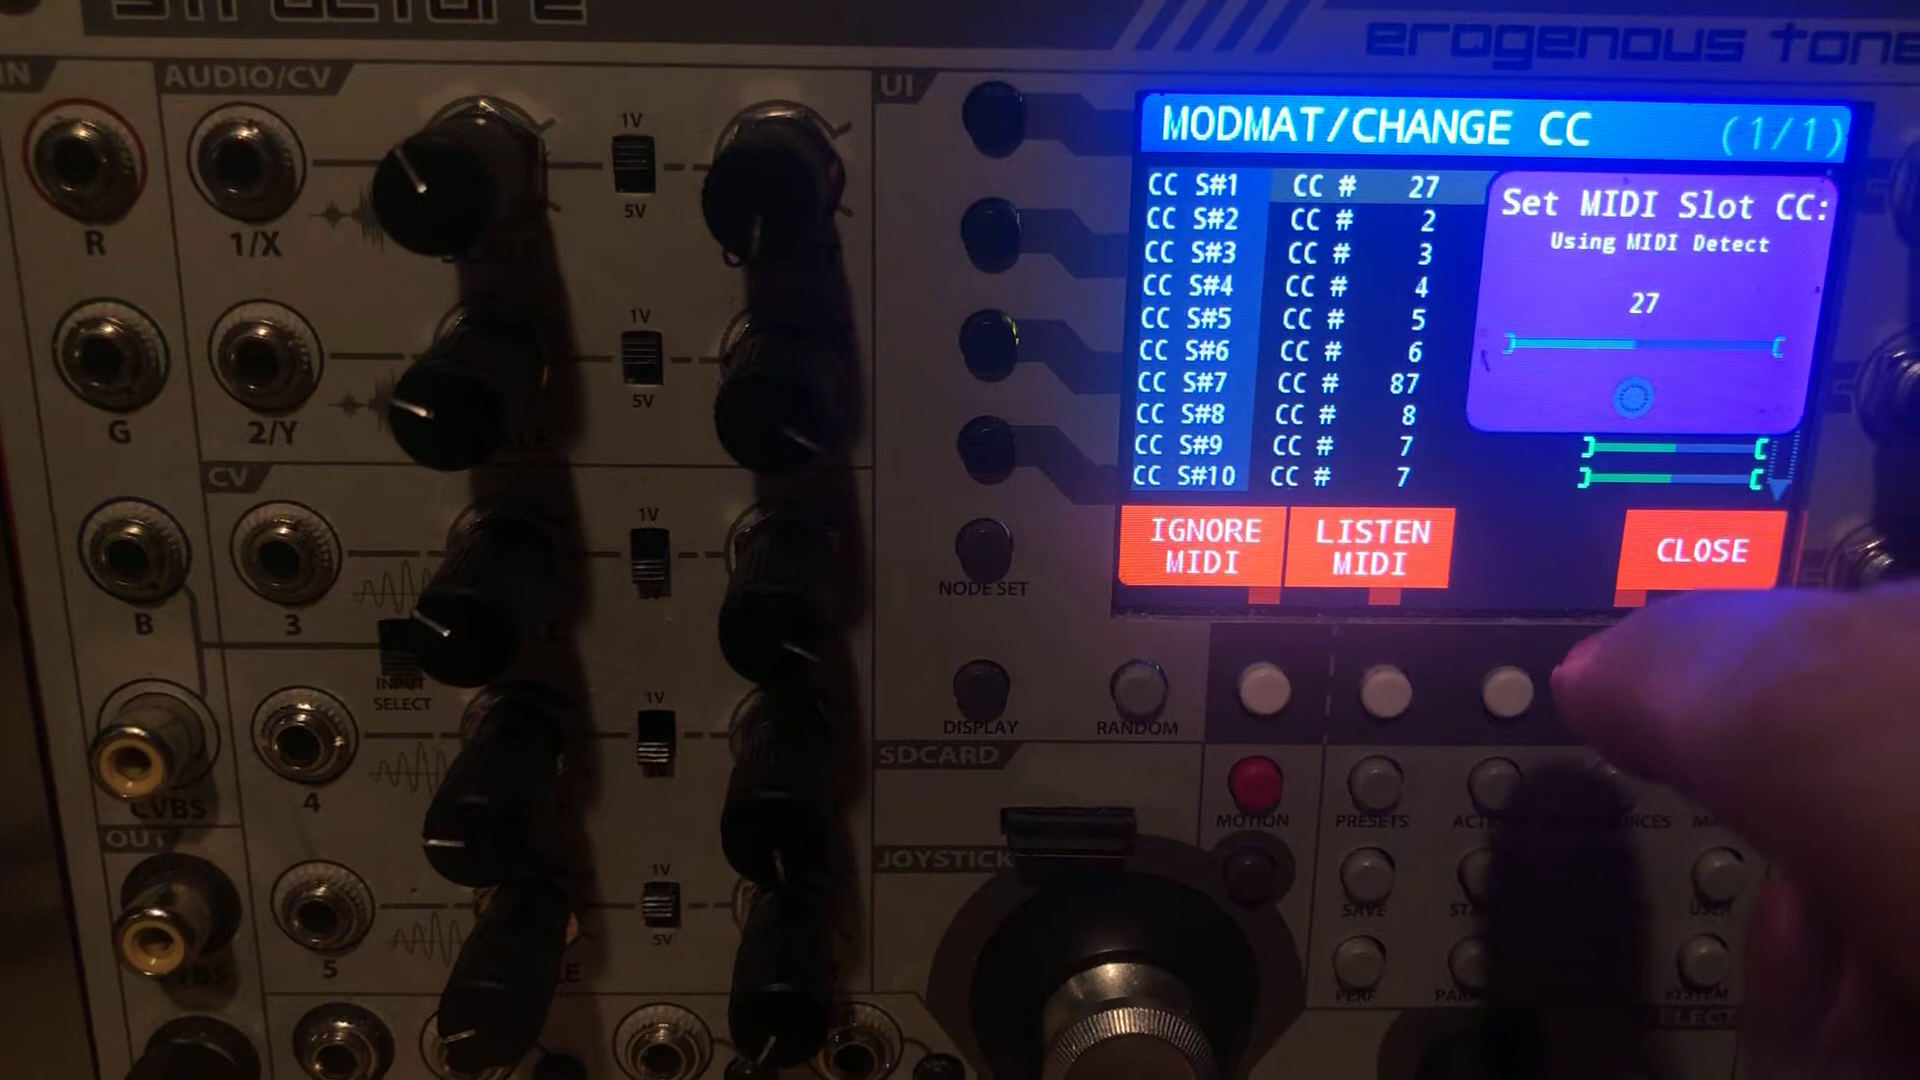 structure
erogenous tone
IN
AUDIO/CV
UI
R
1/X
1V
5V
G
2/Y
1V
5V
CV
B
3
1V
INPUT
SELECT
4
1V
CVBS
OUT
5
1V
5V
MODMAT/CHANGE CC (1/1)
CC S#1 CC # 27
CC S#2 CC # 2
CC S#3 CC # 3
CC S#4 CC # 4
CC S#5 CC # 5
CC S#6 CC # 6
CC S#7 CC # 87
CC S#8 CC # 8
CC S#9 CC # 7
CC S#10 CC # 7
Set MIDI Slot CC:
Using MIDI Detect
27
IGNORE
MIDI
LISTEN
MIDI
CLOSE
NODE SET
DISPLAY
RANDOM
SDCARD
JOYSTICK
MOTION
PRESETS
SAVE
PERF
SYSTEM